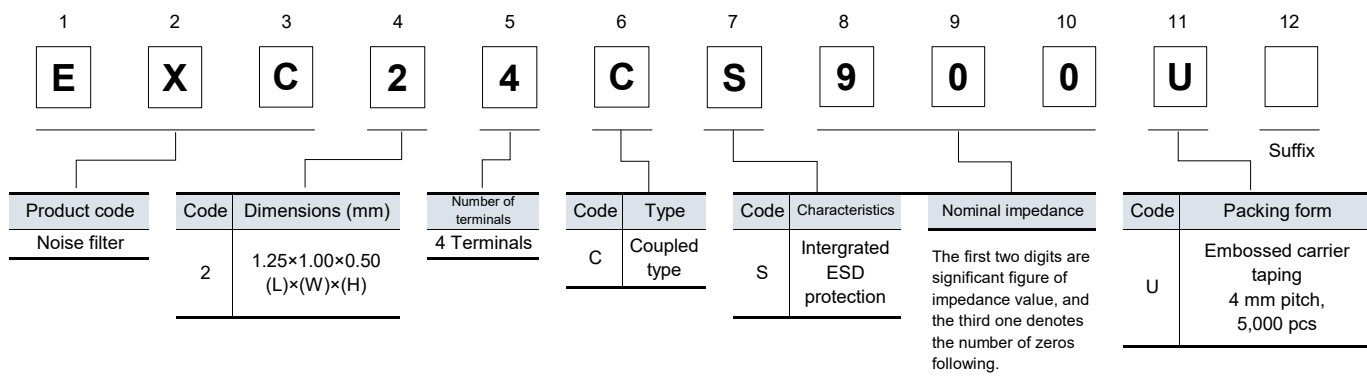 1 2 3 4 5 6 7 8 9 10 11 12
E X C 2 4 C S 9 0 0 U
Suffix
Product code
Noise filter
Code Dimensions (mm)
2
1.25×1.00×0.50
(L)×(W)×(H)
Number of
terminals
4 Terminals
Code Type
C
Coupled
type
Code Characteristics
S
Intergrated
ESD
protection
Nominal impedance
The first two digits are
significant figure of
impedance value, and
the third one denotes
the number of zeros
following.
Code Packing form
U
Embossed carrier
taping
4 mm pitch,
5,000 pcs